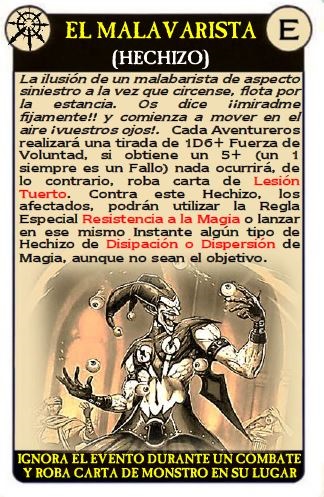 EL MALAVARISTA
E
(HECHIZO)
La ilusión de un malabarista de aspecto
siniestro a la vez que circense, flota por
la estancia. Os dice ¡¡miradme
fijamente!! y comienza a mover en el
aire ¡vuestros ojos!. Cada Aventureros
realizará una tirada de 1D6+ Fuerza de
Voluntad, si obtiene un 5+ (un 1
siempre es un Fallo) nada ocurrirá, de
lo contrario, roba carta de Lesión
Tuerto. Contra este Hechizo, los
afectados, podrán utilizar la Regla
Especial Resistencia a la Magia o lanzar
en ese mismo Instante algún tipo de
Hechizo de Disipación o Dispersión de
Magia, aunque no sean el objetivo.
IGNORA EL EVENTO DURANTE UN COMBATE
Y ROBA CARTA DE MONSTRO EN SU LUGAR